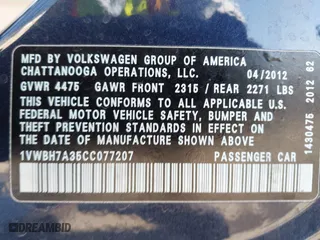 MFD BY VOLKSWAGEN GROUP OF AMERICA
CHATTANOOGA OPERATIONS, LLC. 04/2012
GVWR 4475 GAWR FRONT 2315 / REAR 2271 LBS
THIS VEHICLE CONFORMS TO ALL APPLICABLE U.S.
FEDERAL MOTOR VEHICLE SAFETY, BUMPER AND
THEFT PREVENTION STANDARDS IN EFFECT ON THE
DATE OF MANUFACTURE SHOWN ABOVE.
1VWBH7A35CC077207 PASSENGER CAR
1430475 2012 62
DREAMBID